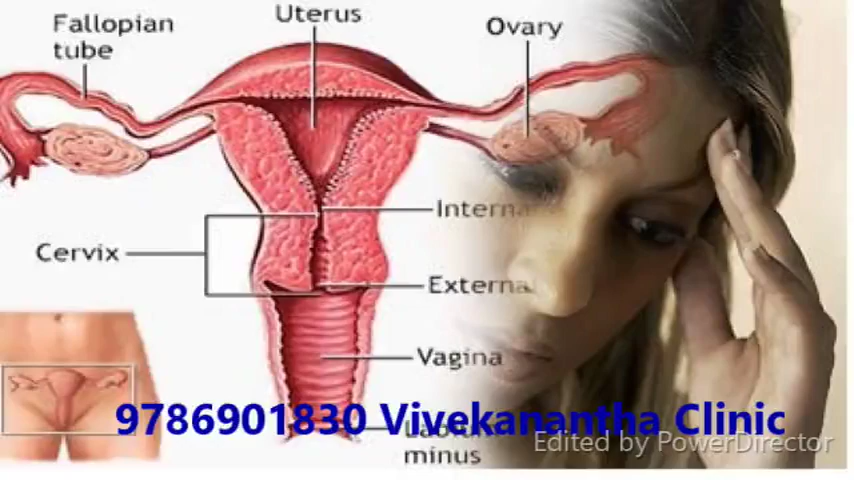 Fallopian
tube
Uterus
Ovary
Interna
Cervix
Externa
Vagina
9786901830 Vivekanantha Clinic
minus
Edited by PowerDirector